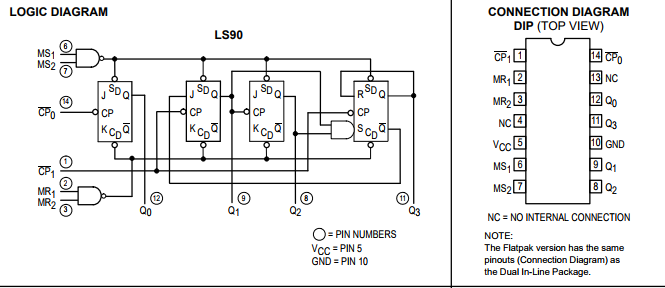 LOGIC DIAGRAM
LS90
MS1 6
MS2 7
CP0 14
CP1 1
MR1 2
MR2 3
J SD Q
CP
K CD Q
J SD Q
CP
K CD Q
J SD Q
CP
K CD Q
R SD Q
CP
S CD Q
12 9 8 11
Q0 Q1 Q2 Q3
= PIN NUMBERS
VCC = PIN 5
GND = PIN 10
CONNECTION DIAGRAM
DIP (TOP VIEW)
CP1 1 14 CP0
MR1 2 13 NC
MR2 3 12 Q0
NC 4 11 Q3
VCC 5 10 GND
MS1 6 9 Q1
MS2 7 8 Q2
NC = NO INTERNAL CONNECTION
NOTE:
The Flatpak version has the same
pinouts (Connection Diagram) as
the Dual In-Line Package.